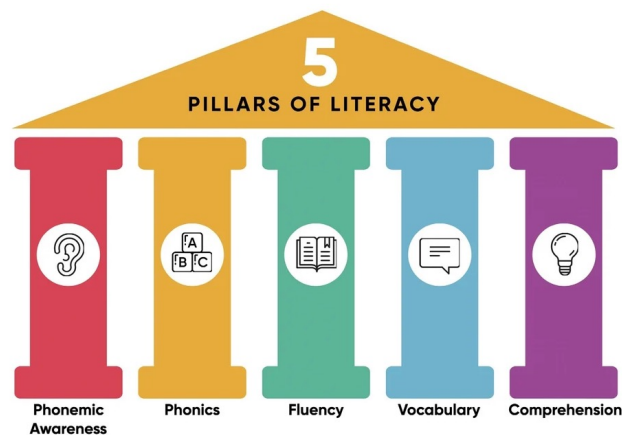 5
PILLARS OF LITERACY
A
B C
Phonemic
Awareness
Phonics
Fluency
Vocabulary
Comprehension